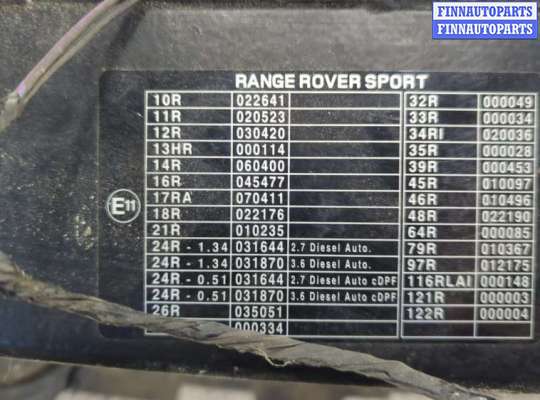 FINNAUTOPARTS
FINNAUTOPARTS
RANGE ROVER SPORT
10R 022641
11R 020523
12R 030420
13HR 000114
14R 060400
16R 045477
17RA 070411
18R 022176
21R 010235
24R - 1.34 031644 2.7 Diesel Auto.
24R - 1.34 031870 3.6 Diesel Auto.
24R - 0.51 031644 2.7 Diesel Auto cDPF
24R - 0.51 031870 3.6 Diesel Auto cDPF
26R 035051
000334
32R 000049
33R 000034
34RI 020036
35R 000028
39R 000453
45R 010097
46R 010496
48R 022190
64R 000085
79R 010367
97R 012175
116RLAI 000148
121R 000003
122R 000004
E11